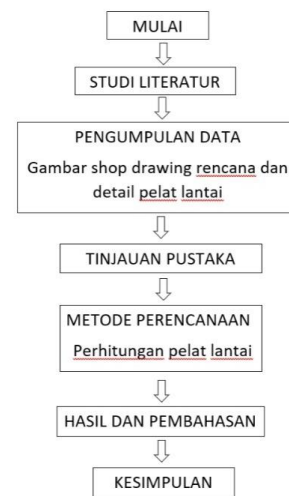 MULAI
STUDI LITERATUR
PENGUMPULAN DATA
Gambar shop drawing rencana dan
detail pelat lantai
TINJAUAN PUSTAKA
METODE PERENCANAAN
Perhitungan pelat lantai
HASIL DAN PEMBAHASAN
KESIMPULAN